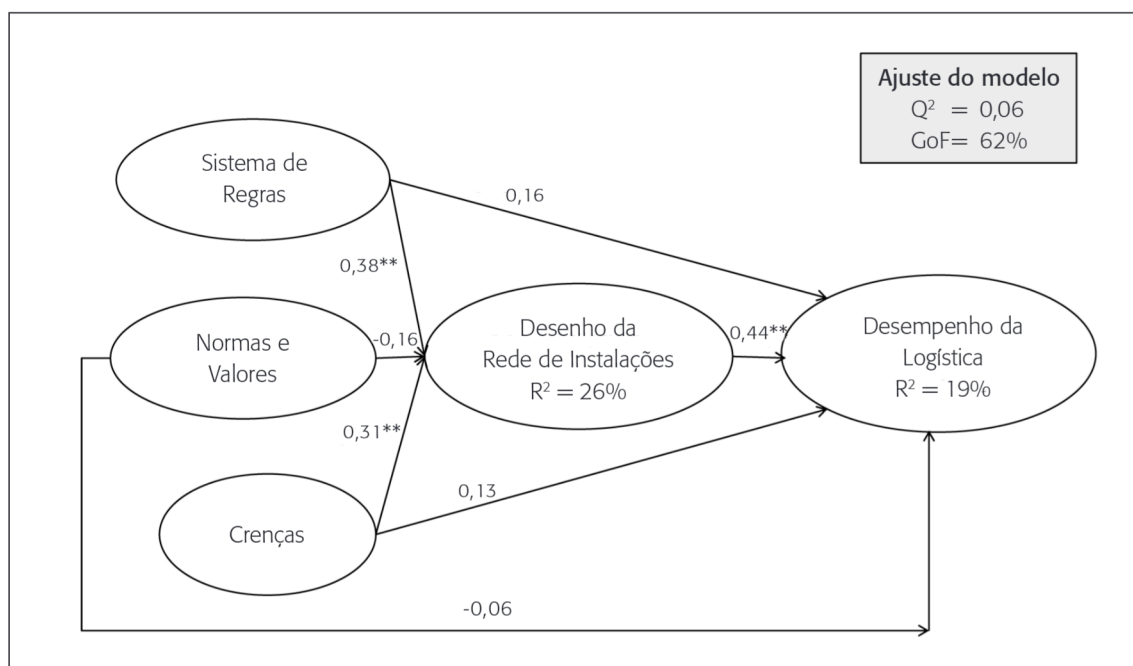 Ajuste do modelo
Q² = 0,06
GoF= 62%
Sistema de
Regras
0,16
0,38**
Normas e
Valores
-0,16
Desenho da
Rede de Instalações
R² = 26%
0,44**
Desempenho da
Logística
R² = 19%
0,31**
0,13
Crenças
-0,06